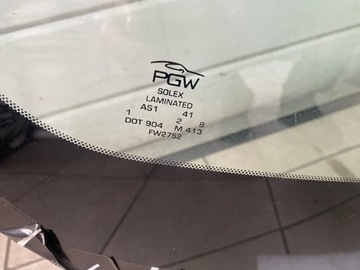 PGW
SOLEX
LAMINATED
1 AS1 41
2 8
DOT 904 M 413
FW2752